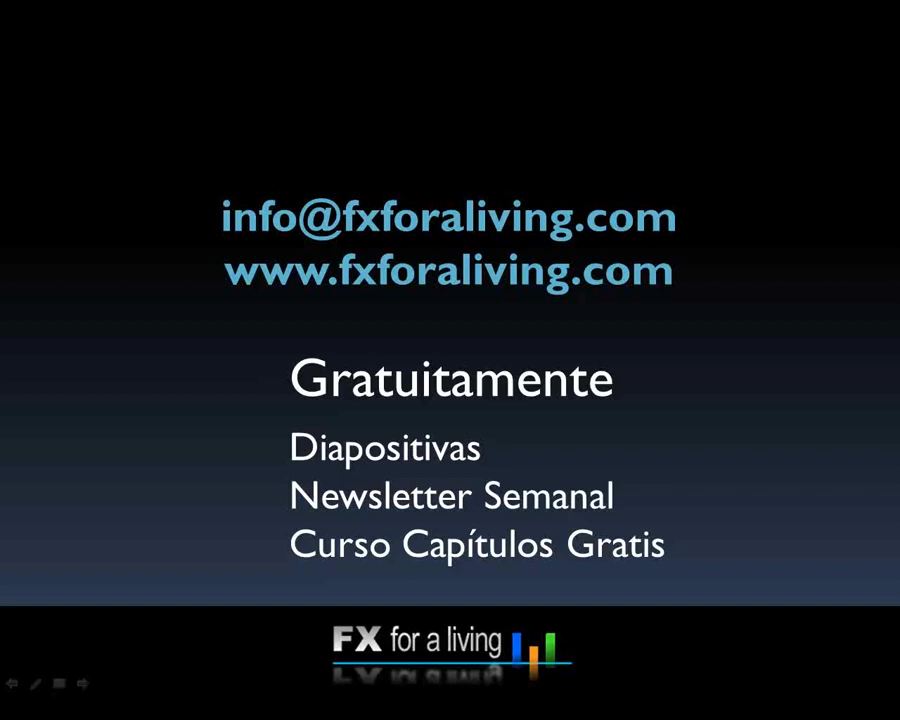 info@fxforaliving.com
www.fxforaliving.com
Gratuitamente
Diapositivas
Newsletter Semanal
Curso Capítulos Gratis
FX for a living